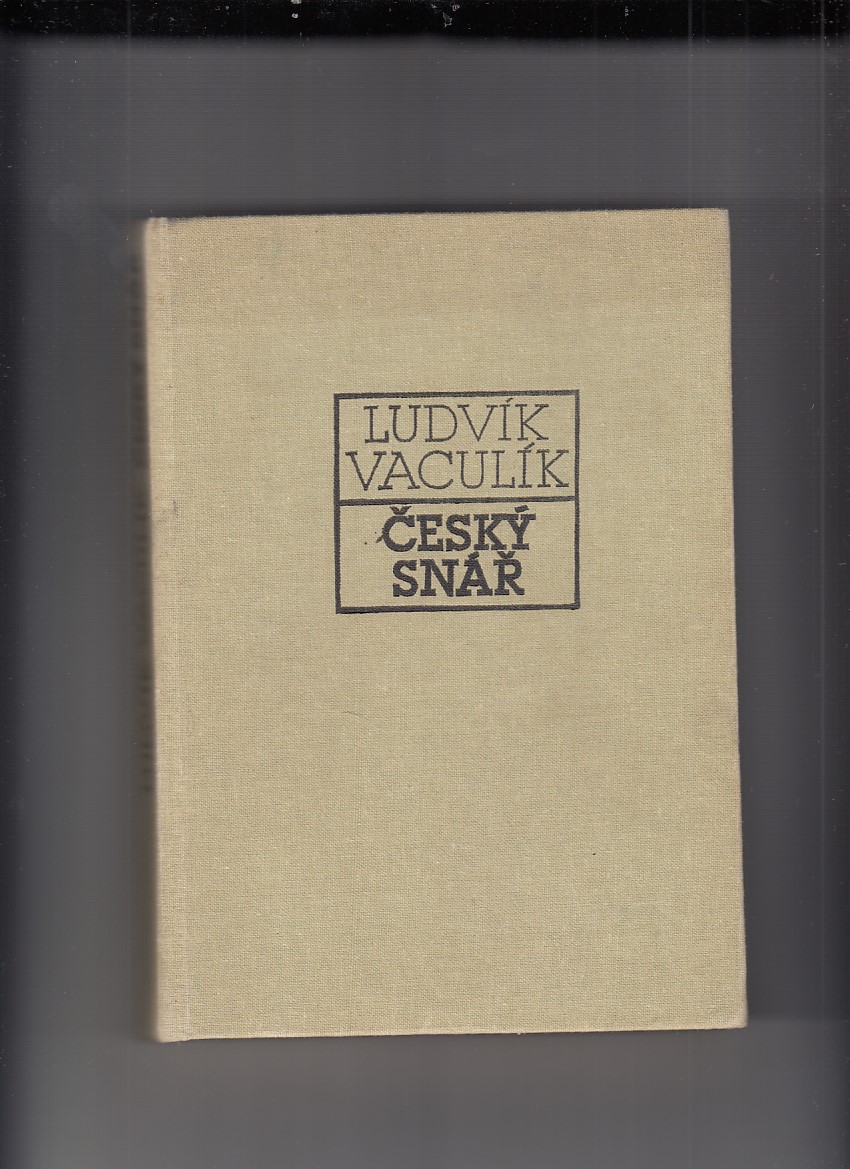 LUDVÍK
VACULÍK
ČESKÝ
SNÁŘ